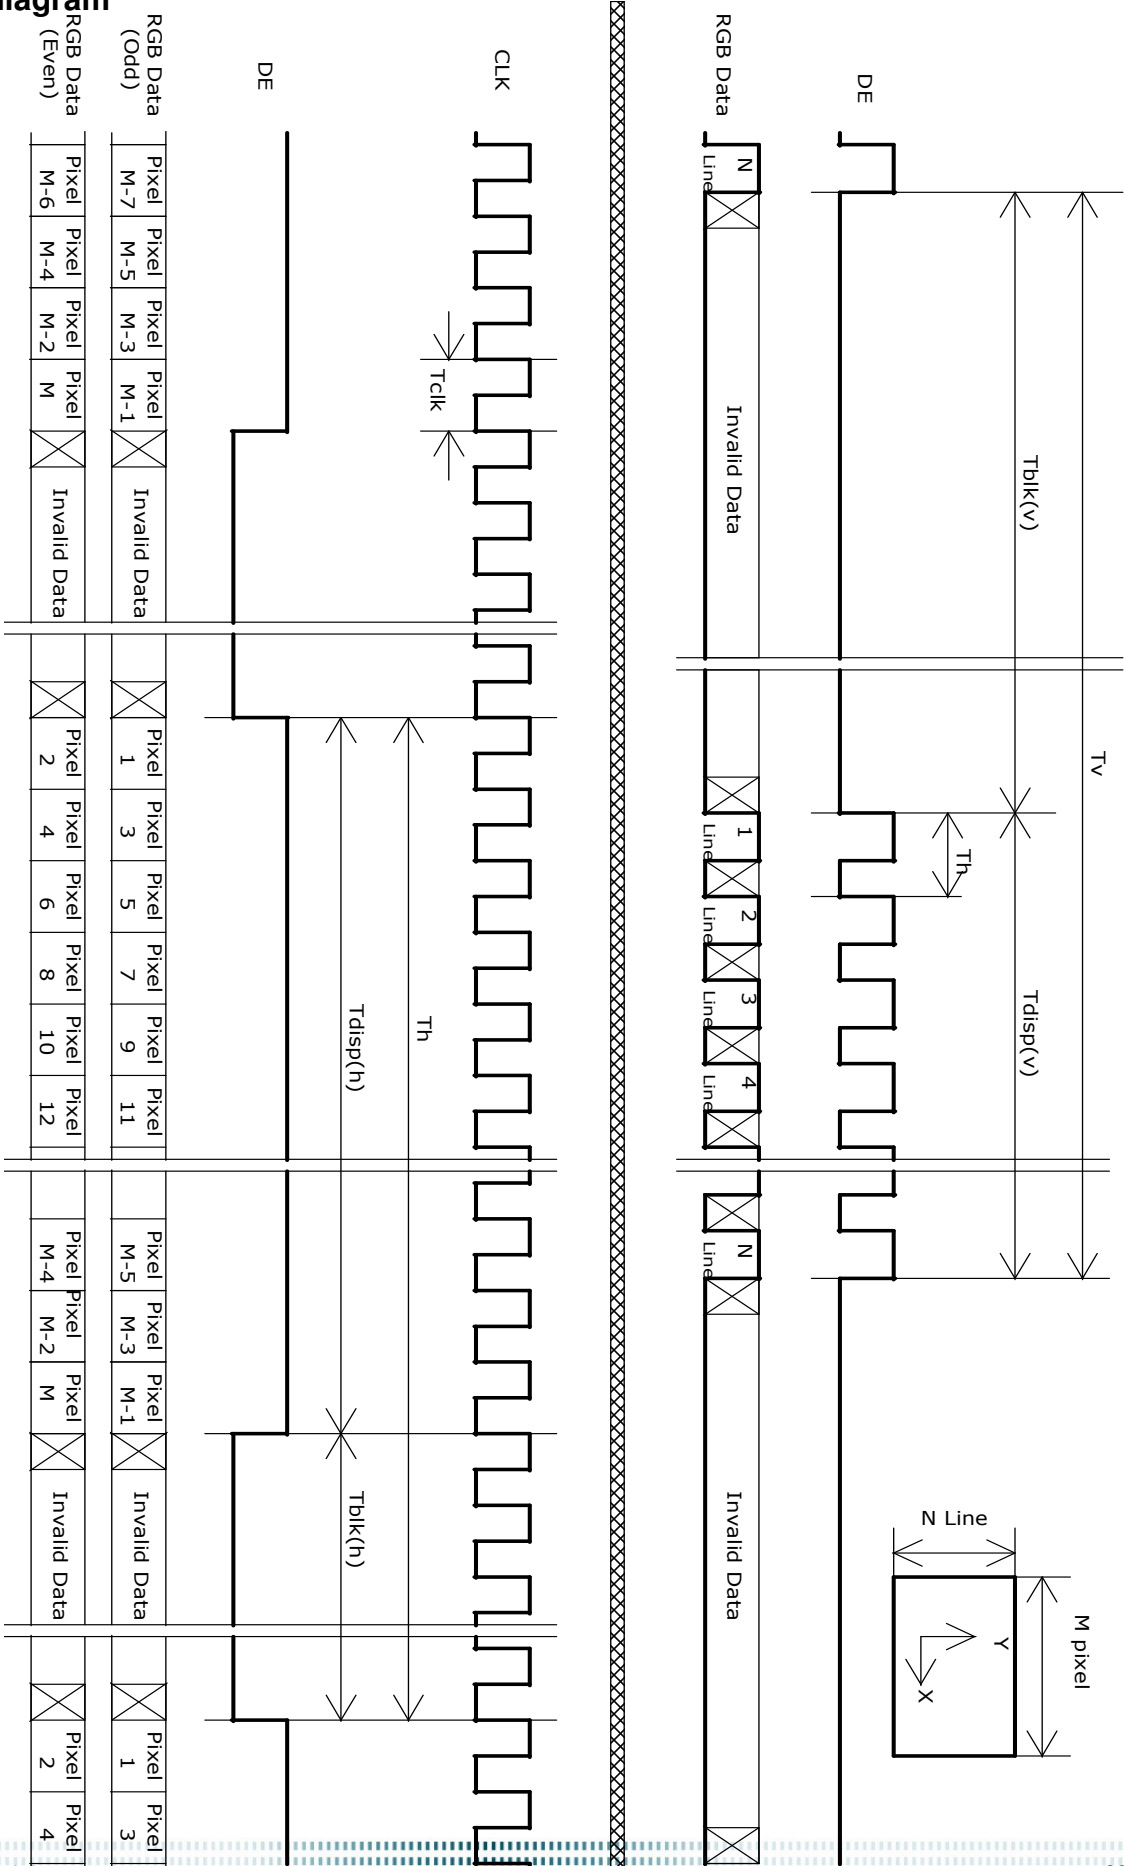 diagram
Tv
M pixel
Tblk(v)
Tdisp(v)
Y
X
N Line
Th
DE
RGB Data
N Line
Invalid Data
1 Line
2 Line
3 Line
4 Line
N Line
Invalid Data
CLK
Tclk
Th
Tdisp(h)
Tblk(h)
DE
RGB Data (Odd)
Pixel M-7
Pixel M-5
Pixel M-3
Pixel M-1
Invalid Data
Pixel 1
Pixel 3
Pixel 5
Pixel 7
Pixel 9
Pixel 11
Pixel M-5
Pixel M-3
Pixel M-1
Invalid Data
Pixel 1
Pixel 3
RGB Data (Even)
Pixel M-6
Pixel M-4
Pixel M-2
Pixel M
Invalid Data
Pixel 2
Pixel 4
Pixel 6
Pixel 8
Pixel 10
Pixel 12
Pixel M-4
Pixel M-2
Pixel M
Invalid Data
Pixel 2
Pixel 4